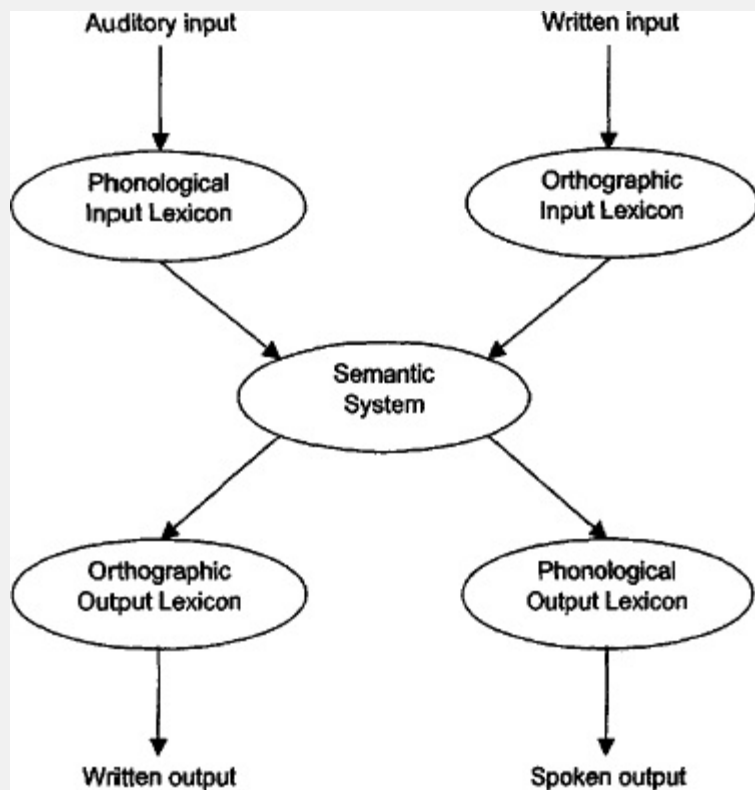 Auditory input
Written input
Phonological
Input Lexicon
Orthographic
Input Lexicon
Semantic
System
Orthographic
Output Lexicon
Phonological
Output Lexicon
Written output
Spoken output